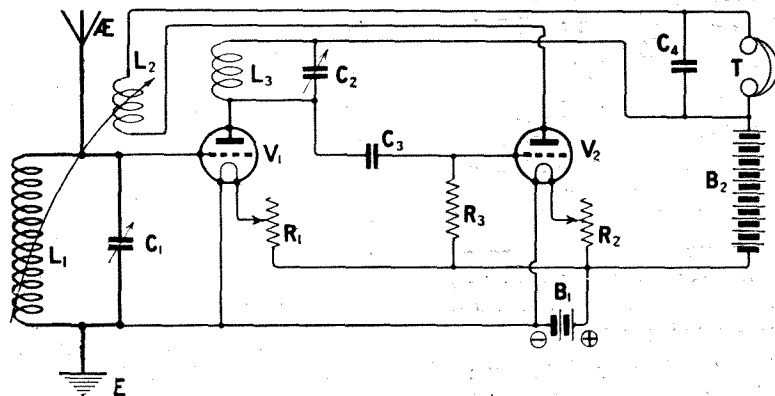 Æ
L₂
L₃
C₂
C₄
T
V₁
C₃
V₂
B₂
L₁
C₁
R₁
R₃
R₂
B₁
⊖
⊕
E